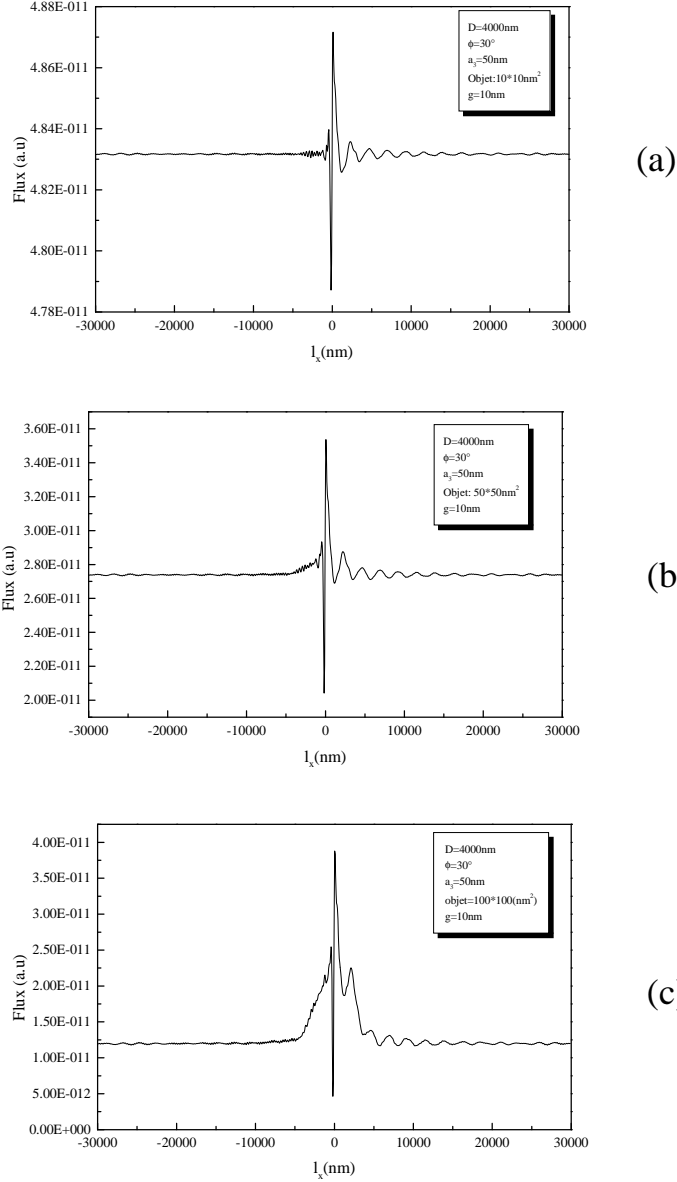 4.88E-011
4.86E-011
4.84E-011
4.82E-011
4.80E-011
4.78E-011
Flux (a.u)
D=4000nm
ϕ=30°
a₃=50nm
Objet:10*10nm²
g=10nm
-30000 -20000 -10000 0 10000 20000 30000
lₓ(nm)
(a)
3.60E-011
3.40E-011
3.20E-011
3.00E-011
2.80E-011
2.60E-011
2.40E-011
2.20E-011
2.00E-011
Flux (a.u)
D=4000nm
ϕ=30°
a₃=50nm
Objet: 50*50nm²
g=10nm
-30000 -20000 -10000 0 10000 20000 30000
lₓ(nm)
(b
4.00E-011
3.50E-011
3.00E-011
2.50E-011
2.00E-011
1.50E-011
1.00E-011
5.00E-012
0.00E+000
Flux (a.u)
D=4000nm
ϕ=30°
a₃=50nm
objet=100*100(nm²)
g=10nm
-30000 -20000 -10000 0 10000 20000 30000
lₓ(nm)
(c)